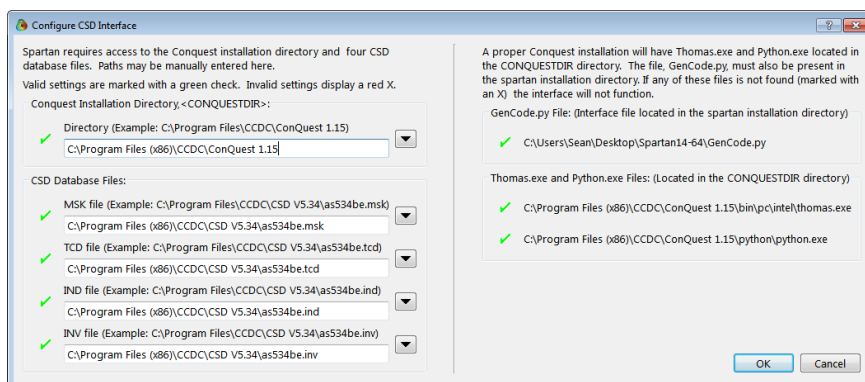 Configure CSD Interface
Spartan requires access to the Conquest installation directory and four CSD
database files. Paths may be manually entered here.
Valid settings are marked with a green check. Invalid settings display a red X.
Conquest Installation Directory,<CONQUESTDIR>:
Directory (Example: C:\Program Files\CCDC\ConQuest 1.15)
C:\Program Files (x86)\CCDC\ConQuest 1.15
CSD Database Files:
MSK file (Example: C:\Program Files\CCDC\CSD V5.34\as534be.msk)
C:\Program Files (x86)\CCDC\CSD V5.34\as534be.msk
TCD file (Example: C:\Program Files\CCDC\CSD V5.34\as534be.tcd)
C:\Program Files (x86)\CCDC\CSD V5.34\as534be.tcd
IND file (Example: C:\Program Files\CCDC\CSD V5.34\as534be.ind)
C:\Program Files (x86)\CCDC\CSD V5.34\as534be.ind
INV file (Example: C:\Program Files\CCDC\CSD V5.34\as534be.inv)
C:\Program Files (x86)\CCDC\CSD V5.34\as534be.inv
A proper Conquest installation will have Thomas.exe and Python.exe located in
the CONQUESTDIR directory. The file, GenCode.py, must also be present in
the spartan installation directory. If any of these files is not found (marked with
an X) the interface will not function.
GenCode.py File: (Interface file located in the spartan installation directory)
C:\Users\Sean\Desktop\Spartan14-64\GenCode.py
Thomas.exe and Python.exe Files: (Located in the CONQUESTDIR directory)
C:\Program Files (x86)\CCDC\ConQuest 1.15\bin\pc\intel\thomas.exe
C:\Program Files (x86)\CCDC\ConQuest 1.15\python\python.exe
OK
Cancel